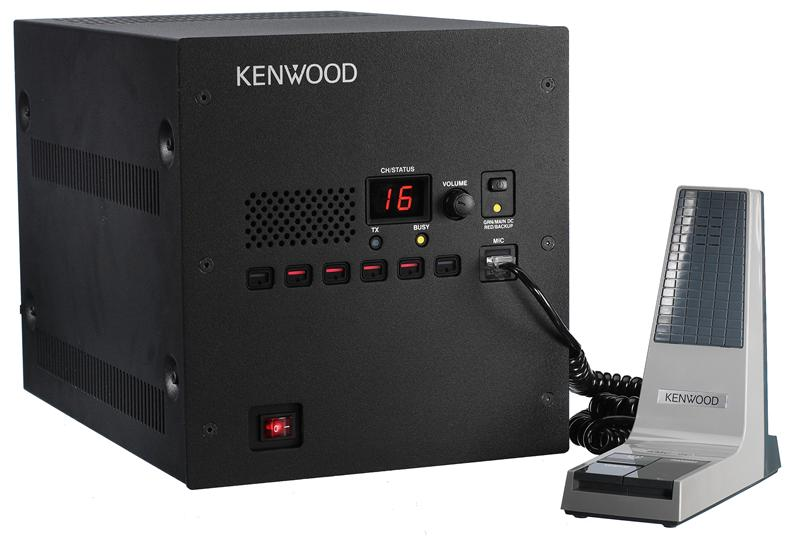 KENWOOD
CH/STATUS
16
VOLUME
GRN/MAIN DC
RED/BACKUP
TX
BUSY
MIC
KENWOOD